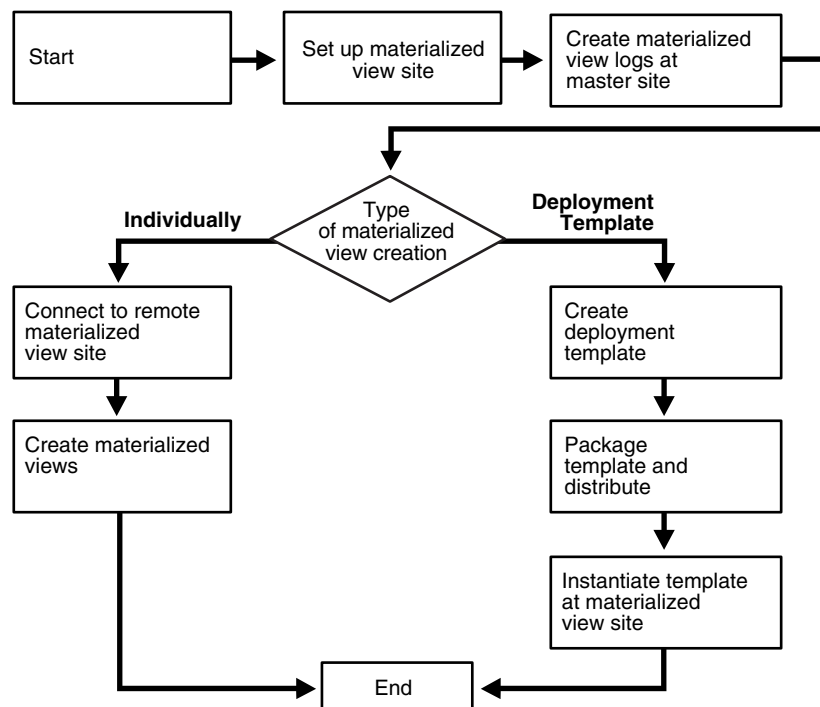 Start
Set up materialized
view site
Create materialized
view logs at
master site
Individually
Type
of materialized
view creation
Deployment
Template
Connect to remote
materialized
view site
Create
deployment
template
Create materialized
views
Package
template and
distribute
Instantiate template
at materialized
view site
End